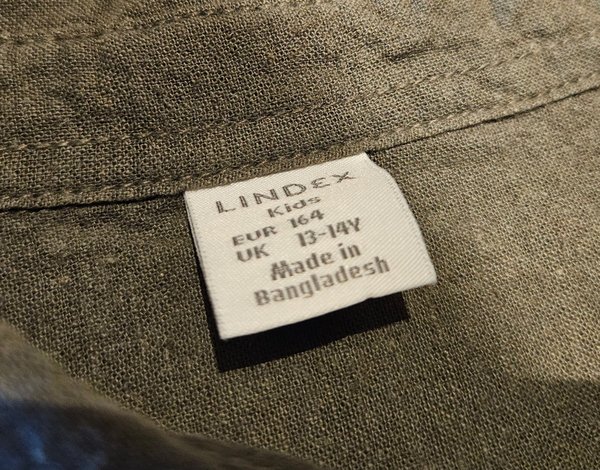 LINDEX
Kids
EUR 164
UK 13-14Y
Made in
Bangladesh